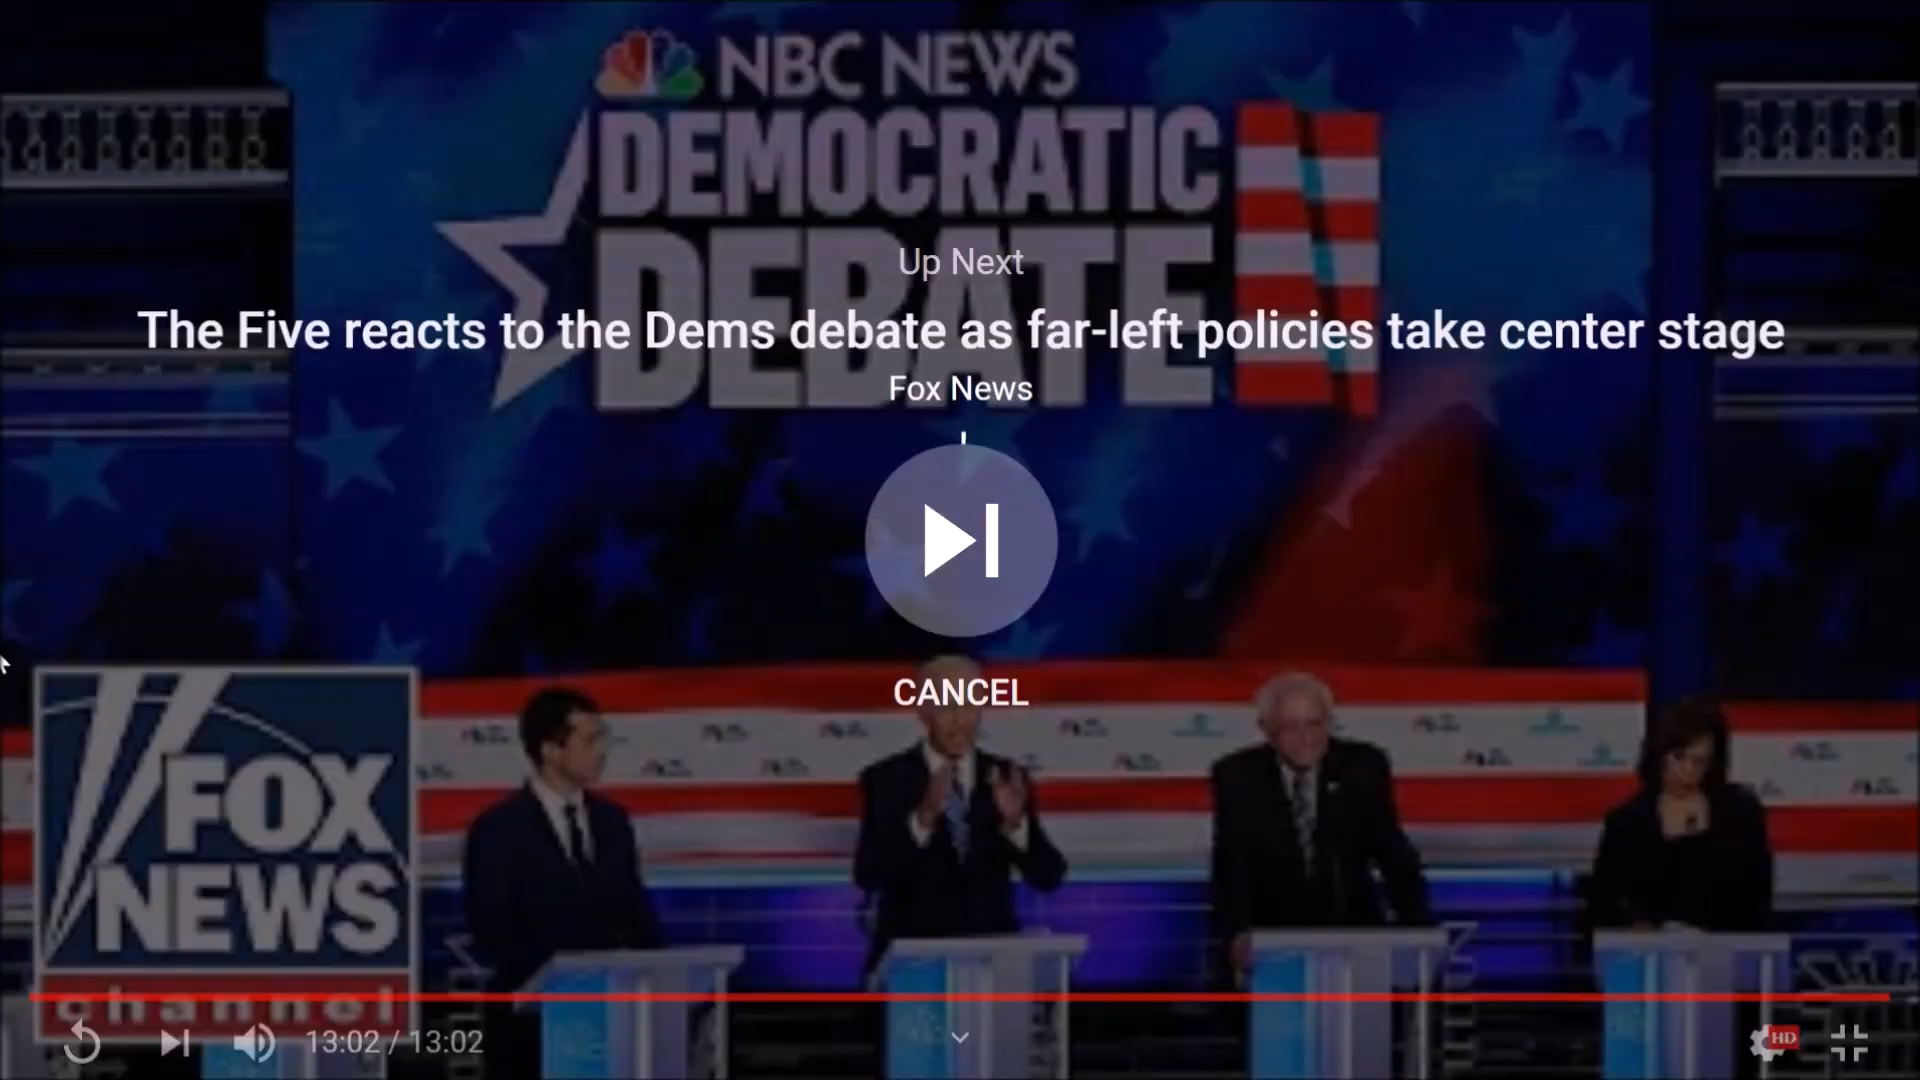 NBC NEWS
DEMOCRATIC
DEBATE
Up Next
The Five reacts to the Dems debate as far-left policies take center stage
Fox News
CANCEL
FOX
NEWS
channel
13:02 / 13:02
HD